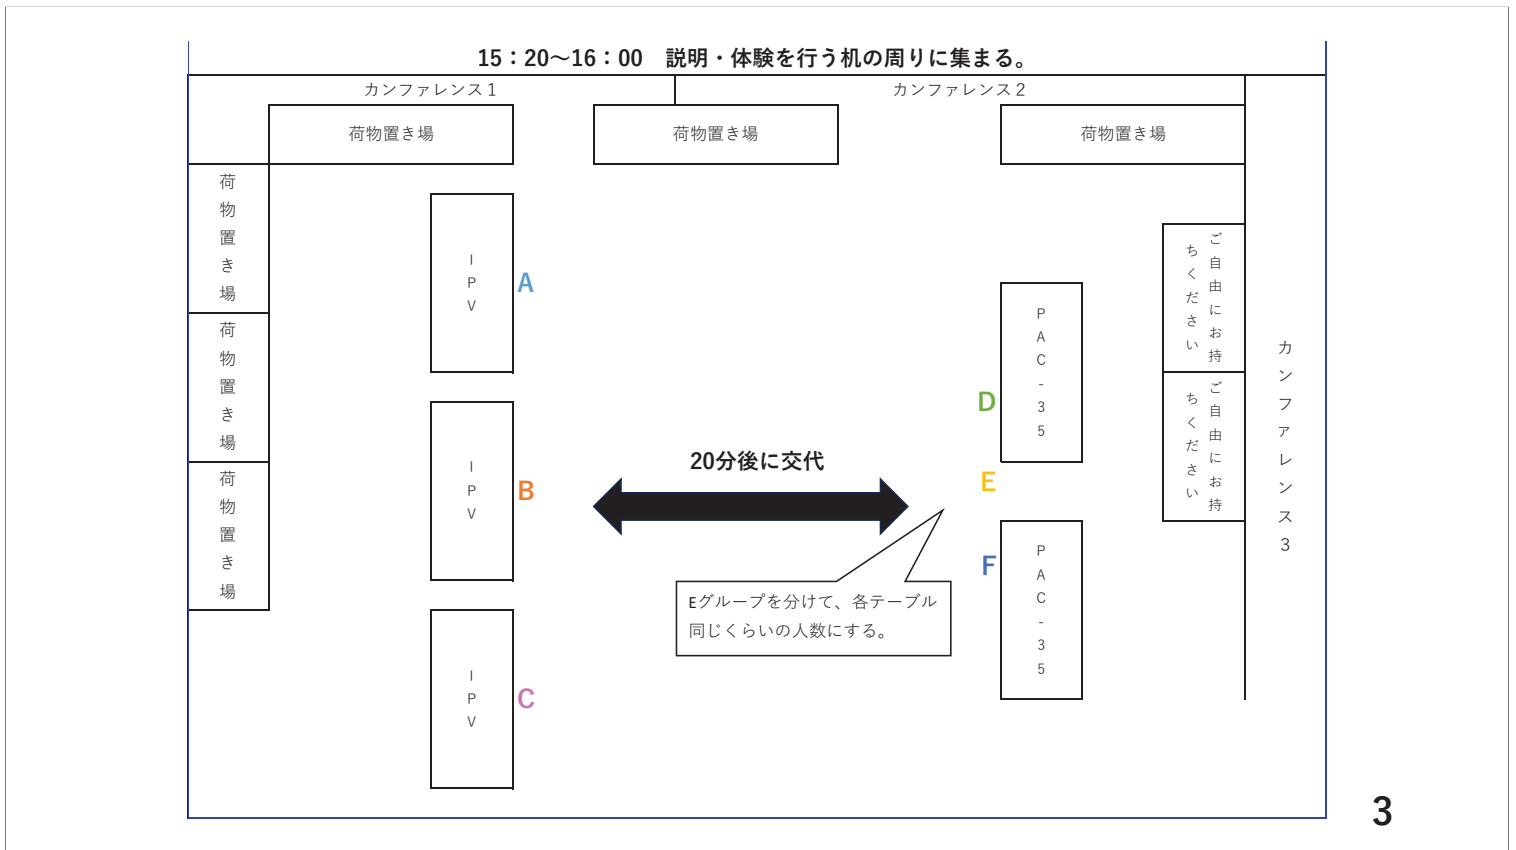 15：20～16：00　説明・体験を行う机の周りに集まる。
カンファレンス１
カンファレンス２
荷物置き場
荷物置き場
荷物置き場
荷物置き場
荷物置き場
荷物置き場
IPV
A
IPV
B
IPV
C
20分後に交代
D
E
F
PAC-35
PAC-35
Eグループを分けて、各テーブル
同じくらいの人数にする。
ご自由にお持
ちください
ご自由にお持
ちください
カンファレンス３
3